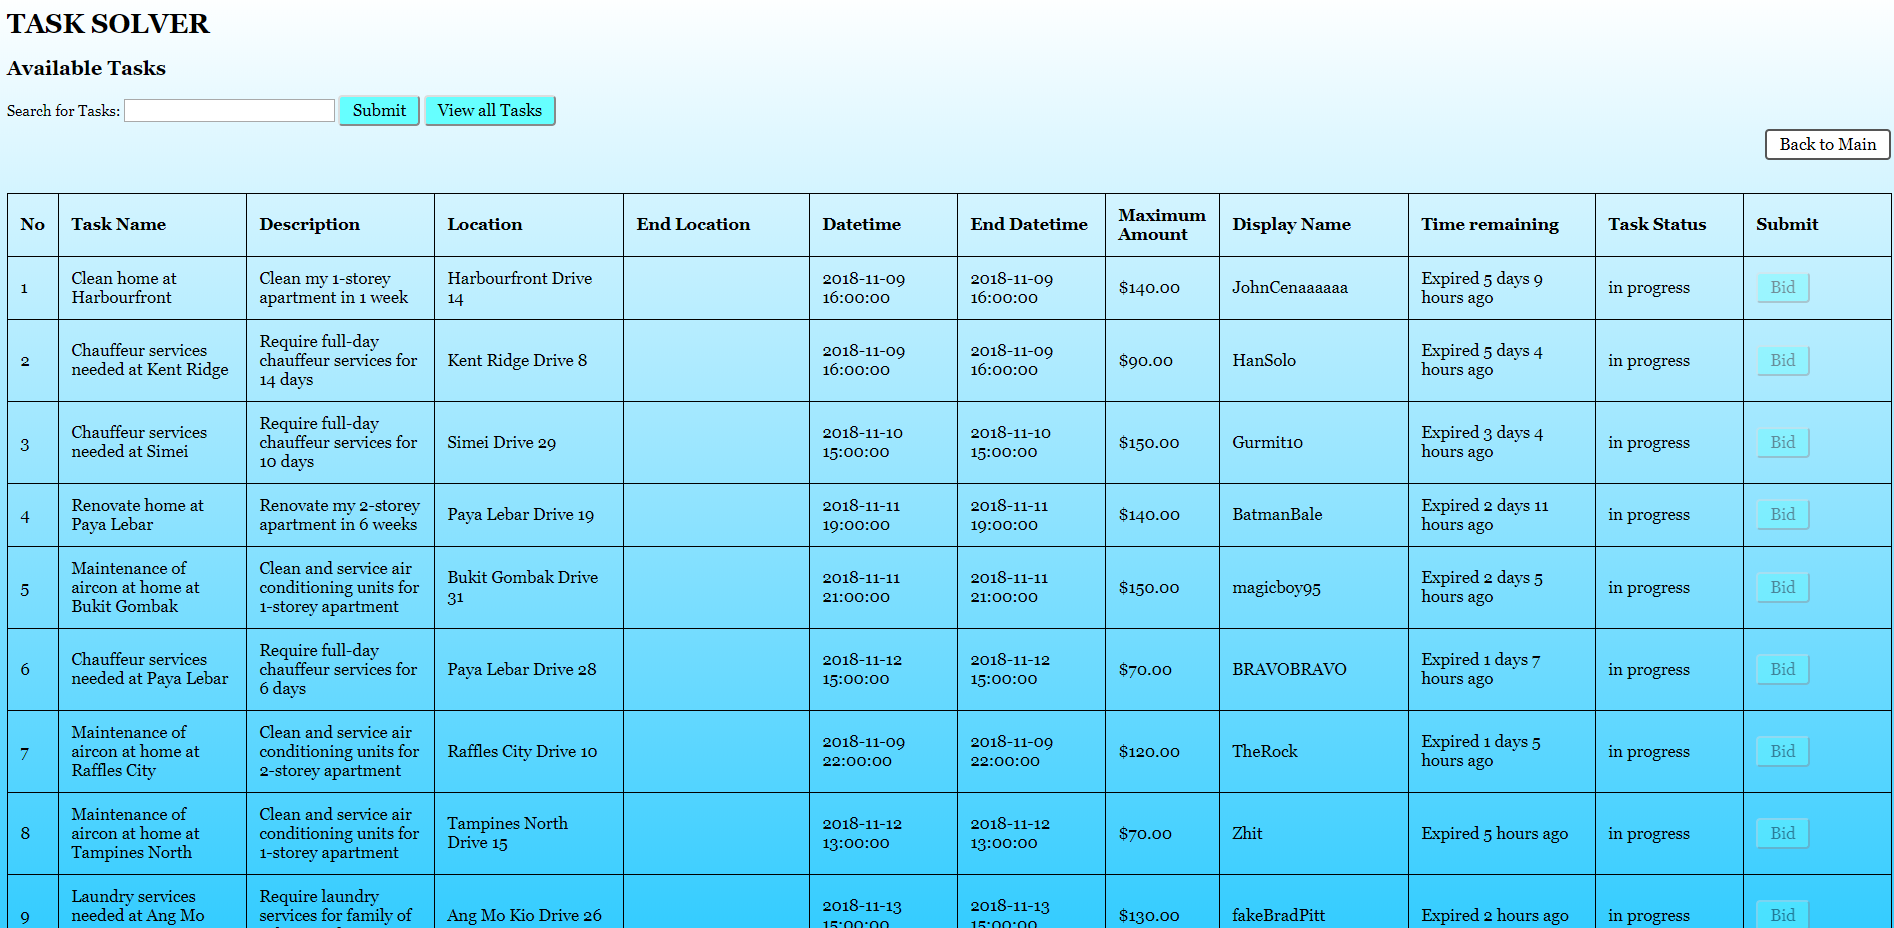 TASK SOLVER
Available Tasks
Search for Tasks: Submit View all Tasks
Back to Main
No Task Name Description Location End Location Datetime End Datetime Maximum Amount Display Name Time remaining Task Status Submit
1 Clean home at Harbourfront Clean my 1-storey apartment in 1 week Harbourfront Drive 14 2018-11-09 16:00:00 2018-11-09 16:00:00 $140.00 JohnCenaaaaaa Expired 5 days 9 hours ago in progress Bid
2 Chauffeur services needed at Kent Ridge Require full-day chauffeur services for 14 days Kent Ridge Drive 8 2018-11-09 16:00:00 2018-11-09 16:00:00 $90.00 HanSolo Expired 5 days 4 hours ago in progress Bid
3 Chauffeur services needed at Simei Require full-day chauffeur services for 10 days Simei Drive 29 2018-11-10 15:00:00 2018-11-10 15:00:00 $150.00 Gurmit10 Expired 3 days 4 hours ago in progress Bid
4 Renovate home at Paya Lebar Renovate my 2-storey apartment in 6 weeks Paya Lebar Drive 19 2018-11-11 19:00:00 2018-11-11 19:00:00 $140.00 BatmanBale Expired 2 days 11 hours ago in progress Bid
5 Maintenance of aircon at home at Bukit Gombak Clean and service air conditioning units for 1-storey apartment Bukit Gombak Drive 31 2018-11-11 21:00:00 2018-11-11 21:00:00 $150.00 magicboy95 Expired 2 days 5 hours ago in progress Bid
6 Chauffeur services needed at Paya Lebar Require full-day chauffeur services for 6 days Paya Lebar Drive 28 2018-11-12 15:00:00 2018-11-12 15:00:00 $70.00 BRAVOBRAVO Expired 1 days 7 hours ago in progress Bid
7 Maintenance of aircon at home at Raffles City Clean and service air conditioning units for 2-storey apartment Raffles City Drive 10 2018-11-09 22:00:00 2018-11-09 22:00:00 $120.00 TheRock Expired 1 days 5 hours ago in progress Bid
8 Maintenance of aircon at home at Tampines North Clean and service air conditioning units for 1-storey apartment Tampines North Drive 15 2018-11-12 13:00:00 2018-11-12 13:00:00 $70.00 Zhit Expired 5 hours ago in progress Bid
9 Laundry services needed at Ang Mo Require laundry services for family of Ang Mo Kio Drive 26 2018-11-13 15:00:00 2018-11-13 15:00:00 $130.00 fakeBradPitt Expired 2 hours ago in progress Bid